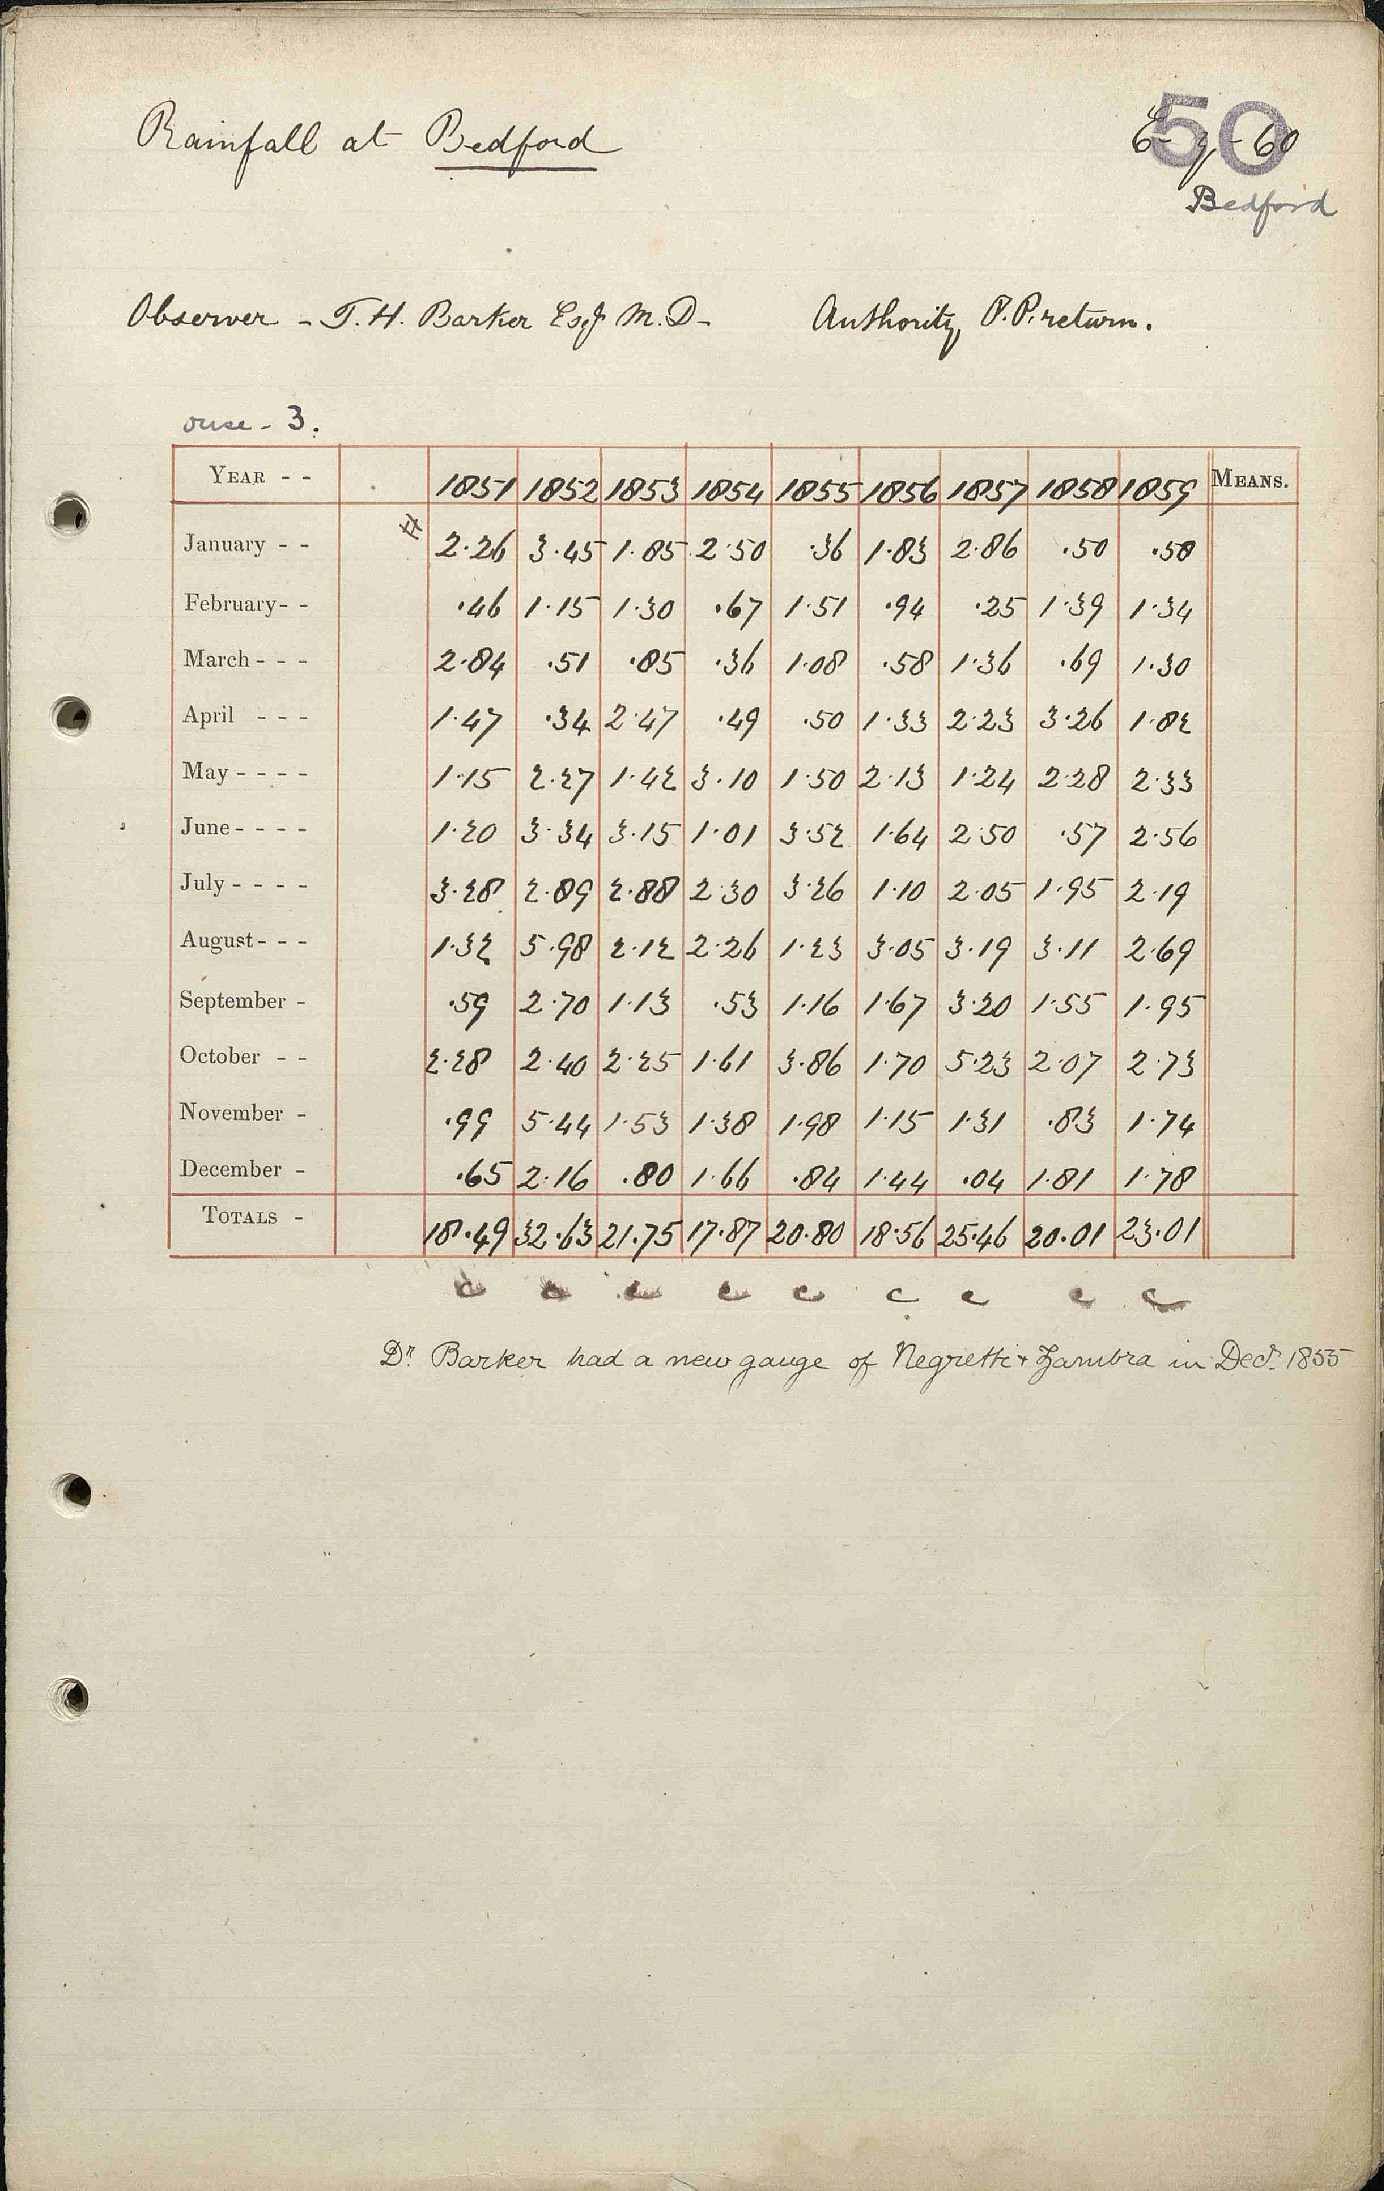 50
Rainfall at Bedford
Bedford
Observer - T. H. Barker Esq M.D- Authority P.P. return.
ouse - 3.
YEAR - - 1851 1852 1853 1854 1855 1856 1857 1858 1859 MEANS.
January - - # 2.26 3.45 1.85 2.50 .36 1.83 2.86 .50 .58
February - - .46 1.15 1.30 .67 1.51 .94 .25 1.39 1.34
March - - - 2.84 .51 .85 .36 1.08 .58 1.36 .69 1.30
April - - - 1.47 .34 2.47 .49 .50 1.33 2.23 3.26 1.82
May - - - - 1.15 2.27 1.42 3.10 1.50 2.13 1.24 2.28 2.33
June - - - - 1.20 3.34 3.15 1.01 3.52 1.64 2.50 .57 2.56
July - - - - 3.28 2.89 2.88 2.30 3.26 1.10 2.05 1.95 2.19
August - - - 1.32 5.98 2.12 2.26 1.23 3.05 3.19 3.11 2.69
September - .59 2.70 1.13 .53 1.16 1.67 3.20 1.55 1.95
October - - 2.28 2.40 2.25 1.61 3.86 1.70 5.23 2.07 2.73
November - .99 5.44 1.53 1.38 1.98 1.15 1.31 .83 1.74
December - .65 2.16 .80 1.66 .84 1.44 .04 1.81 1.78
TOTALS - 18.49 32.63 21.75 17.87 20.80 18.56 25.46 20.01 23.01
c c c c c c c c c
Dr Barker had a new gauge of Negretti & Zambra in Decr. 1855